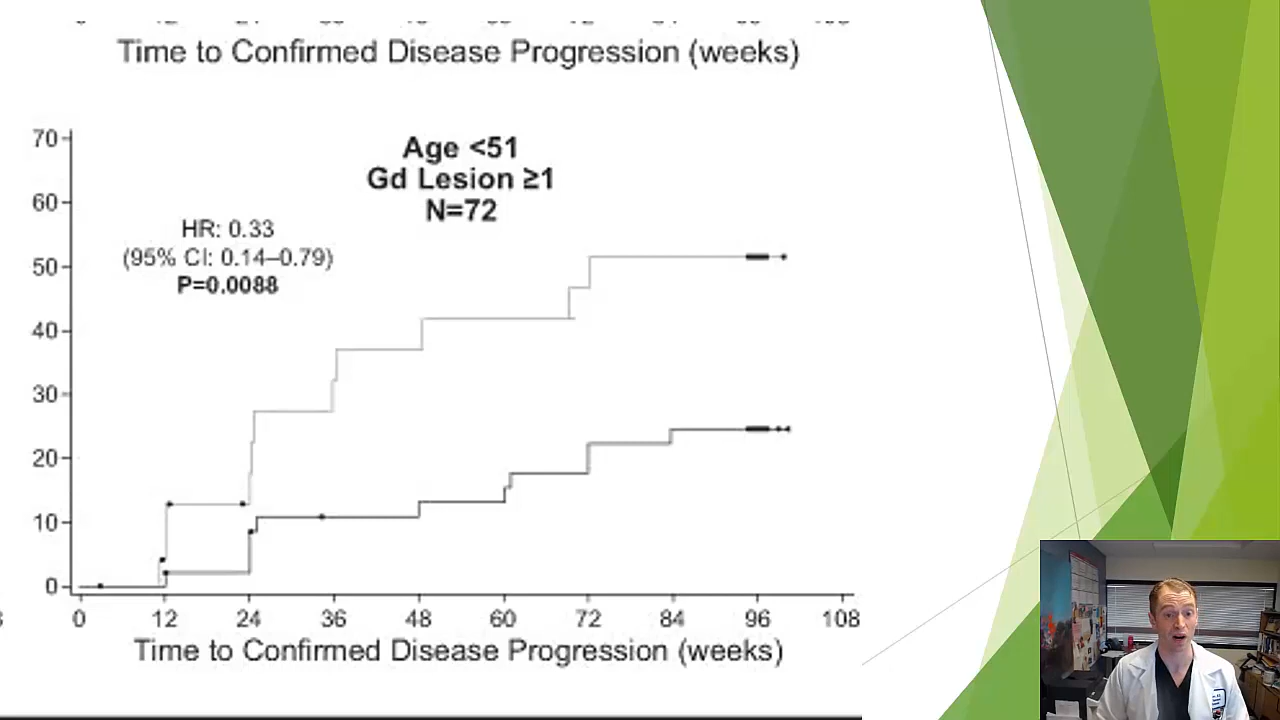 Time to Confirmed Disease Progression (weeks)
70
Age <51
Gd Lesion ≥1
N=72
60
HR: 0.33
(95% CI: 0.14–0.79)
P=0.0088
50
40
30
20
10
0
0 12 24 36 48 60 72 84 96 108
Time to Confirmed Disease Progression (weeks)